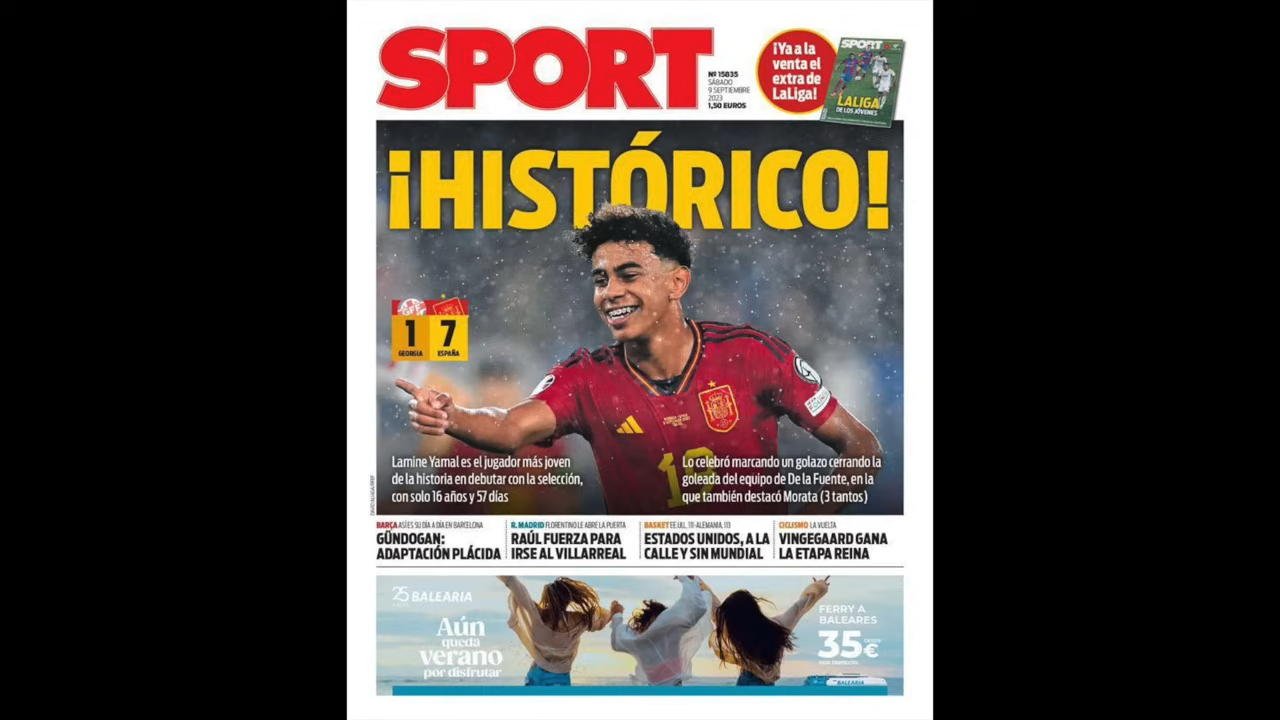 SPORT
Nº 15835
SÁBADO
9 SEPTIEMBRE
2023
1,50 EUROS
¡Ya a la
venta el
extra de
LaLiga!
SPORT
LALIGA
DE LOS JÓVENES
¡HISTÓRICO!
1 7
GEORGIA ESPAÑA
Lamine Yamal es el jugador más joven
de la historia en debutar con la selección,
con solo 16 años y 57 días
Lo celebró marcando un golazo cerrando la
goleada del equipo de De la Fuente, en la
que también destacó Morata (3 tantos)
BARÇA ASÍ ES SU DÍA A DÍA EN BARCELONA
GÜNDOGAN:
ADAPTACIÓN PLÁCIDA
R. MADRID FLORENTINO LE ABRE LA PUERTA
RAÚL FUERZA PARA
IRSE AL VILLARREAL
BASKET EE.UU., 111-ALEMANIA, 113
ESTADOS UNIDOS, A LA
CALLE Y SIN MUNDIAL
CICLISMO LA VUELTA
VINGEGAARD GANA
LA ETAPA REINA
25 BALEARIA
Aún
queda
verano
por disfrutar
FERRY A
BALEARES
35€
BALEARIA